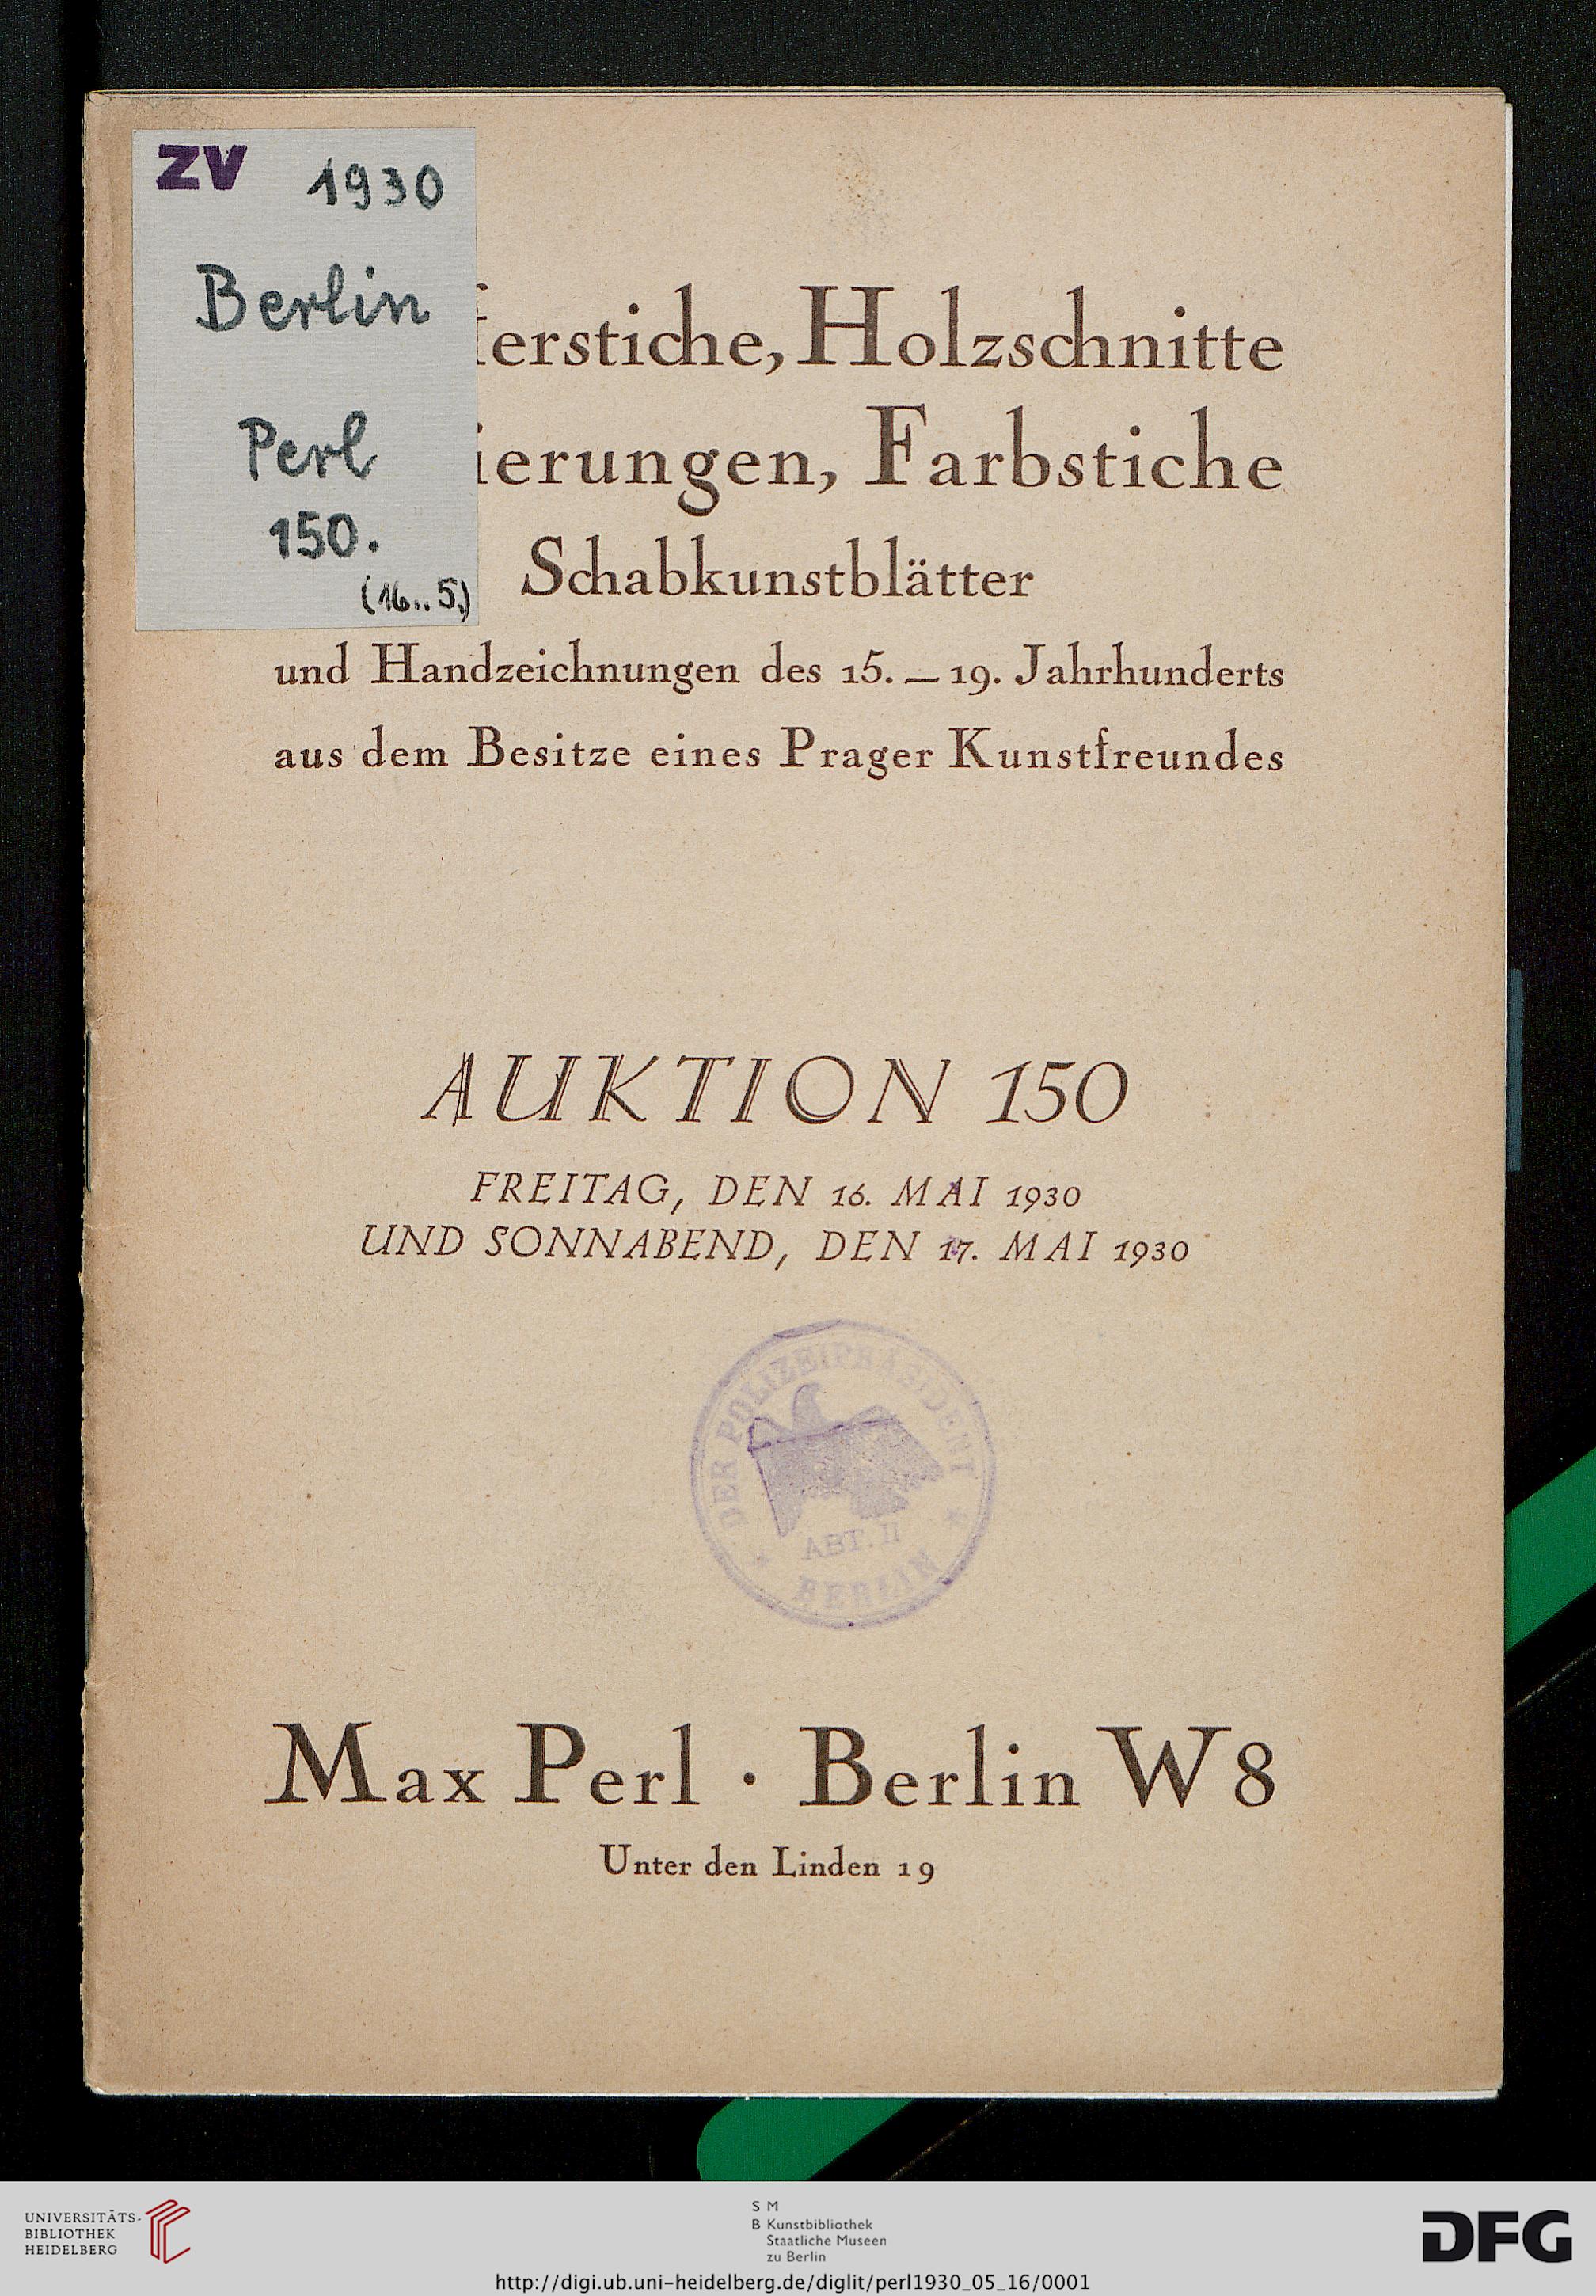 ZV 1930
Berlin
Perl
150.
(16..5.)
erstiche, Holzschnitte
ierungen, Farbstiche
Schabkunstblätter
und Handzeichnungen des 15. – 19. Jahrhunderts
aus dem Besitze eines Prager Kunstfreundes
AUKTION 150
FREITAG, DEN 16. MAI 1930
UND SONNABEND, DEN 17. MAI 1930
DER POLIZEIPRÄSIDENT
ABT. II
* BERLIN *
Max Perl · Berlin W 8
Unter den Linden 19
UNIVERSITÄTS-
BIBLIOTHEK
HEIDELBERG
S M
B Kunstbibliothek
Staatliche Museen
zu Berlin
DFG
http://digi.ub.uni-heidelberg.de/diglit/perl1930_05_16/0001